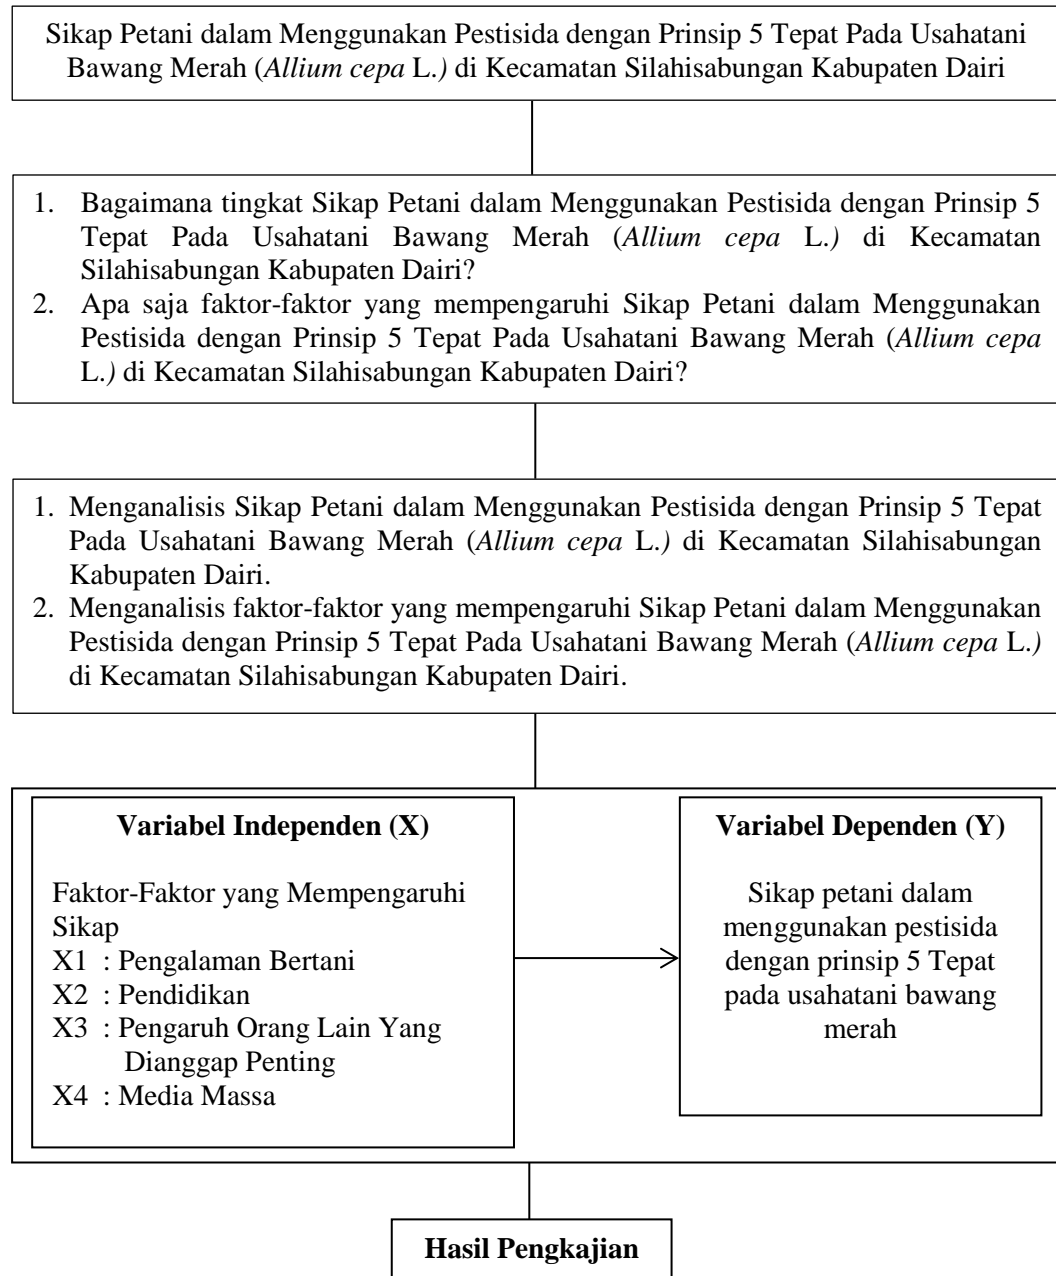 Sikap Petani dalam Menggunakan Pestisida dengan Prinsip 5 Tepat Pada Usahatani
Bawang Merah (Allium cepa L.) di Kecamatan Silahisabungan Kabupaten Dairi
1. Bagaimana tingkat Sikap Petani dalam Menggunakan Pestisida dengan Prinsip 5
Tepat Pada Usahatani Bawang Merah (Allium cepa L.) di Kecamatan
Silahisabungan Kabupaten Dairi?
2. Apa saja faktor-faktor yang mempengaruhi Sikap Petani dalam Menggunakan
Pestisida dengan Prinsip 5 Tepat Pada Usahatani Bawang Merah (Allium cepa
L.) di Kecamatan Silahisabungan Kabupaten Dairi?
1. Menganalisis Sikap Petani dalam Menggunakan Pestisida dengan Prinsip 5 Tepat
Pada Usahatani Bawang Merah (Allium cepa L.) di Kecamatan Silahisabungan
Kabupaten Dairi.
2. Menganalisis faktor-faktor yang mempengaruhi Sikap Petani dalam Menggunakan
Pestisida dengan Prinsip 5 Tepat Pada Usahatani Bawang Merah (Allium cepa L.)
di Kecamatan Silahisabungan Kabupaten Dairi.
Variabel Independen (X)
Faktor-Faktor yang Mempengaruhi
Sikap
X1 : Pengalaman Bertani
X2 : Pendidikan
X3 : Pengaruh Orang Lain Yang
Dianggap Penting
X4 : Media Massa
Variabel Dependen (Y)
Sikap petani dalam
menggunakan pestisida
dengan prinsip 5 Tepat
pada usahatani bawang
merah
Hasil Pengkajian